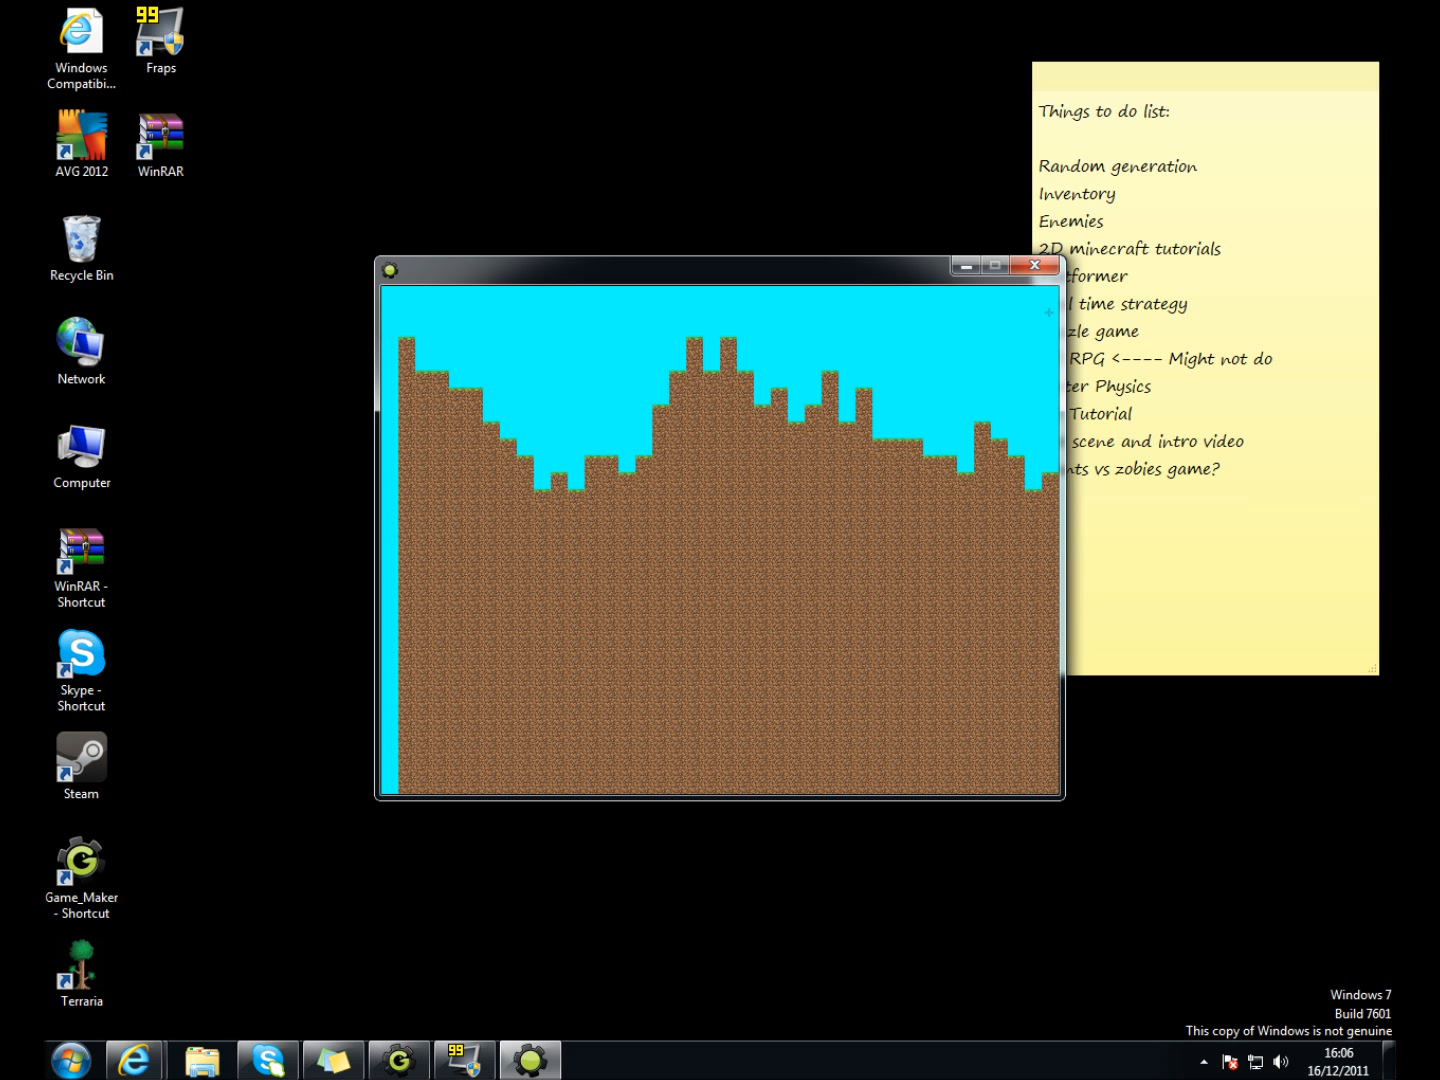 99
Windows
Compatibi...
Fraps
AVG 2012
WinRAR
Recycle Bin
Network
Computer
WinRAR -
Shortcut
Skype -
Shortcut
Steam
Game_Maker
- Shortcut
Terraria
Things to do list:
Random generation
Inventory
Enemies
2D minecraft tutorials
tformer
time strategy
zle game
RPG <---- Might not do
ter Physics
Tutorial
scene and intro video
nts vs zobies game?
Windows 7
Build 7601
This copy of Windows is not genuine
99
16:06
16/12/2011